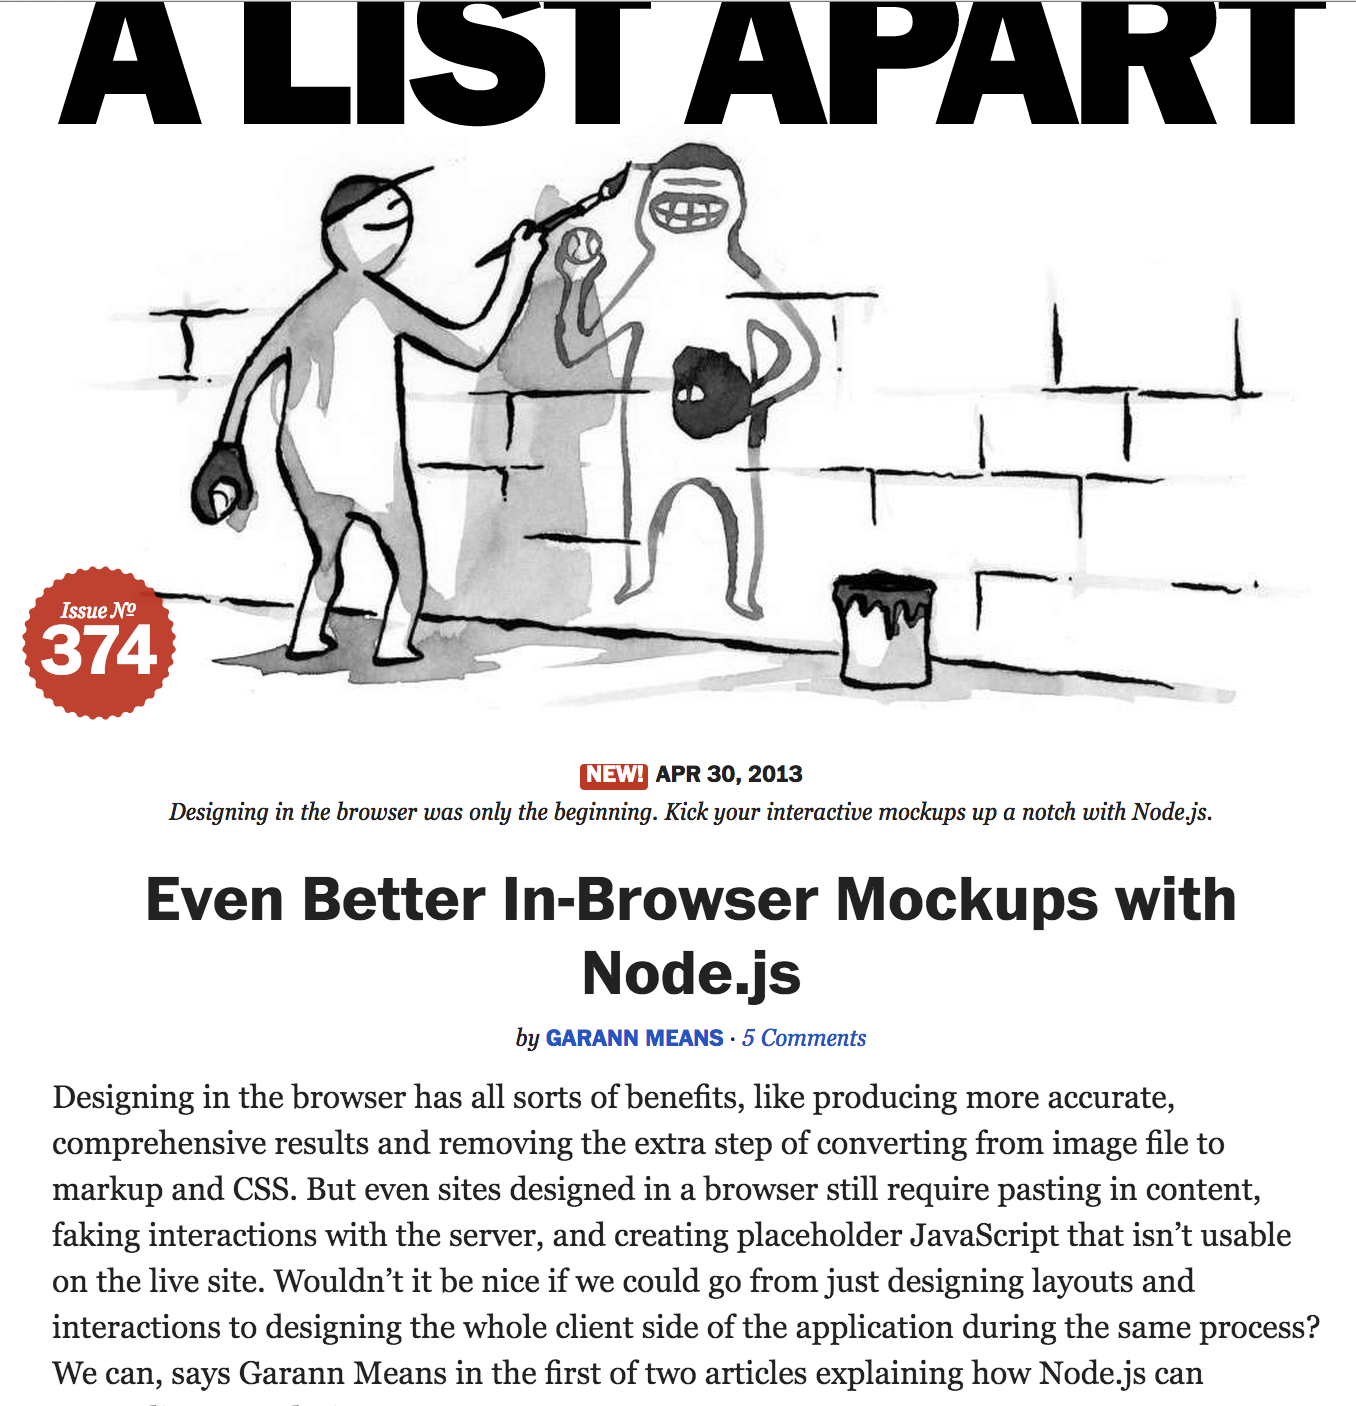 A LIST APART
Issue Nº
374
NEW! APR 30, 2013
Designing in the browser was only the beginning. Kick your interactive mockups up a notch with Node.js.
Even Better In-Browser Mockups with
Node.js
by GARANN MEANS · 5 Comments
Designing in the browser has all sorts of benefits, like producing more accurate,
comprehensive results and removing the extra step of converting from image file to
markup and CSS. But even sites designed in a browser still require pasting in content,
faking interactions with the server, and creating placeholder JavaScript that isn’t usable
on the live site. Wouldn’t it be nice if we could go from just designing layouts and
interactions to designing the whole client side of the application during the same process?
We can, says Garann Means in the first of two articles explaining how Node.js can